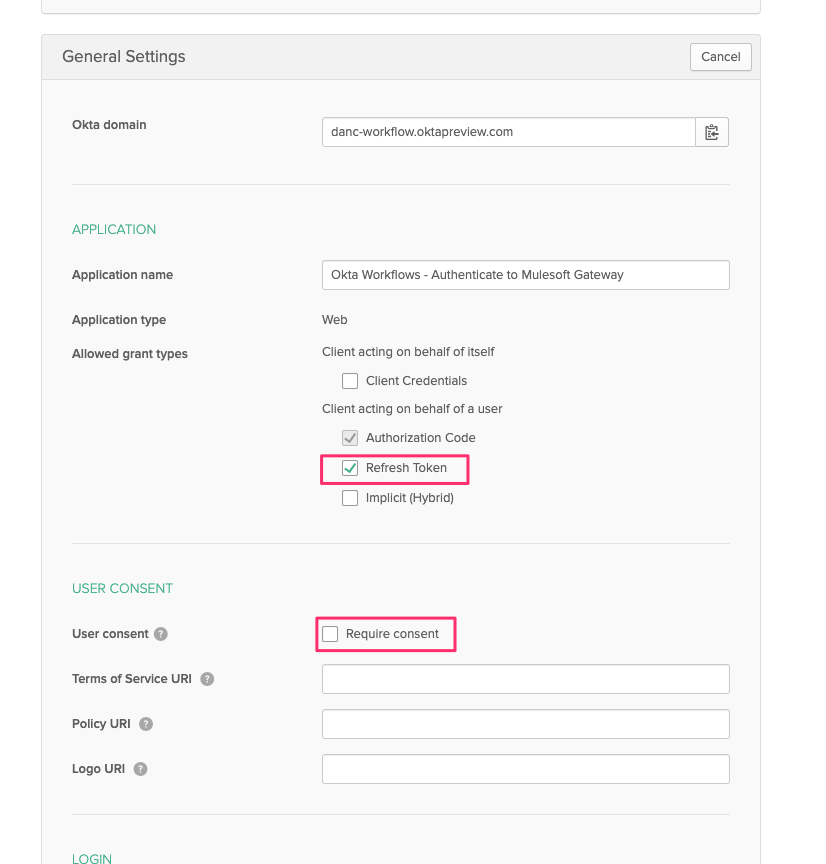 General Settings
Cancel
Okta domain
danc-workflow.oktapreview.com
APPLICATION
Application name
Okta Workflows - Authenticate to Mulesoft Gateway
Application type
Web
Allowed grant types
Client acting on behalf of itself
Client Credentials
Client acting on behalf of a user
Authorization Code
Refresh Token
Implicit (Hybrid)
USER CONSENT
User consent ?
Require consent
Terms of Service URI ?
Policy URI ?
Logo URI ?
LOGIN